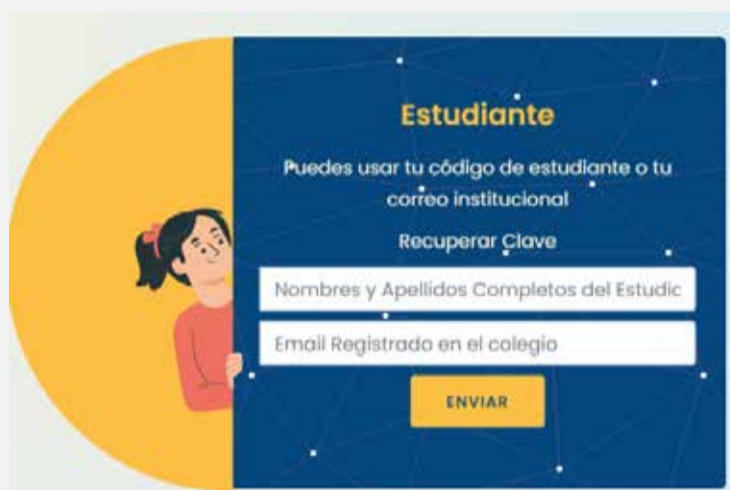 Estudiante
Puedes usar tu código de estudiante o tu
correo institucional
Recuperar Clave
Nombres y Apellidos Completos del Estudic
Email Registrado en el colegio
ENVIAR